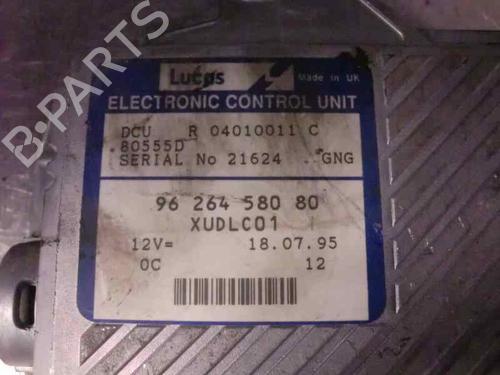 B-PARTS
Lucas
Made in UK
ELECTRONIC CONTROL UNIT
DCU R 04010011 C
80555D
SERIAL No 21624 GNG
96 264 580 80
XUDLC01
12V= 18.07.95
0C 12